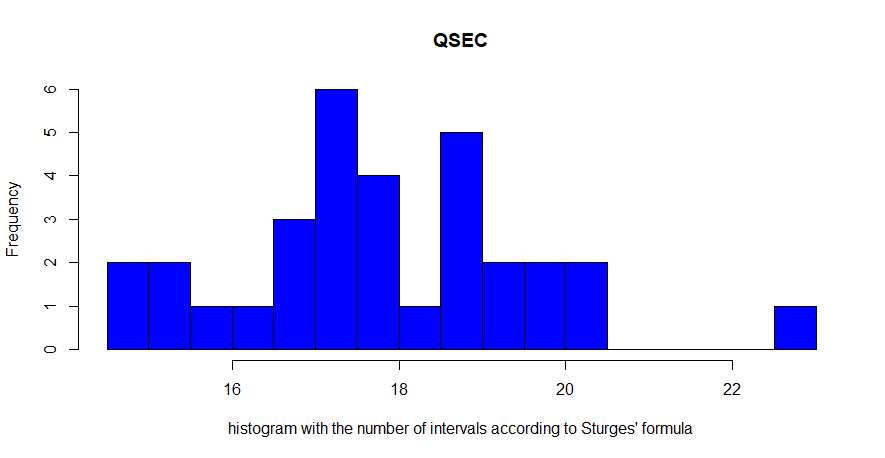 QSEC
Frequency
6
5
4
3
2
1
0
16 18 20 22
histogram with the number of intervals according to Sturges' formula